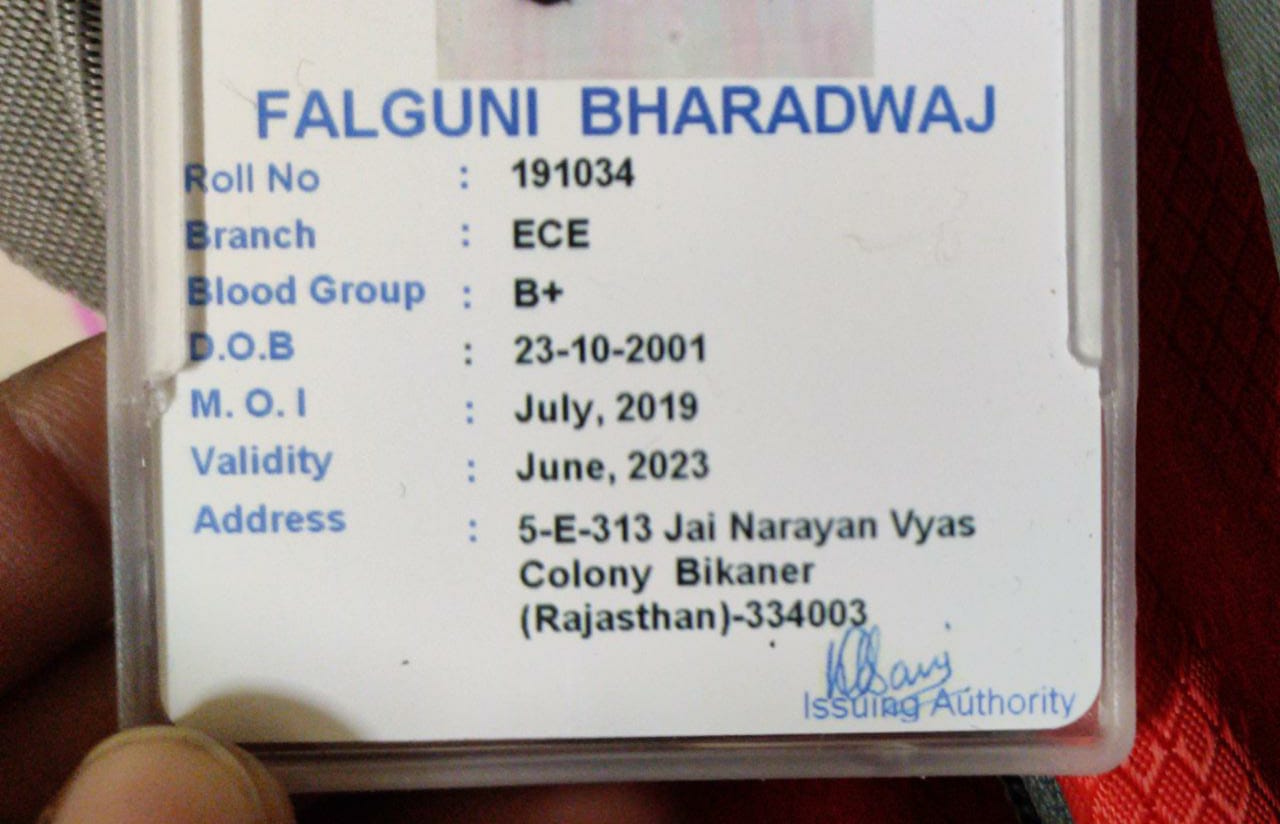 FALGUNI BHARADWAJ
Roll No : 191034
Branch : ECE
Blood Group : B+
D.O.B : 23-10-2001
M. O. I : July, 2019
Validity : June, 2023
Address : 5-E-313 Jai Narayan Vyas
Colony Bikaner
(Rajasthan)-334003
Issuing Authority